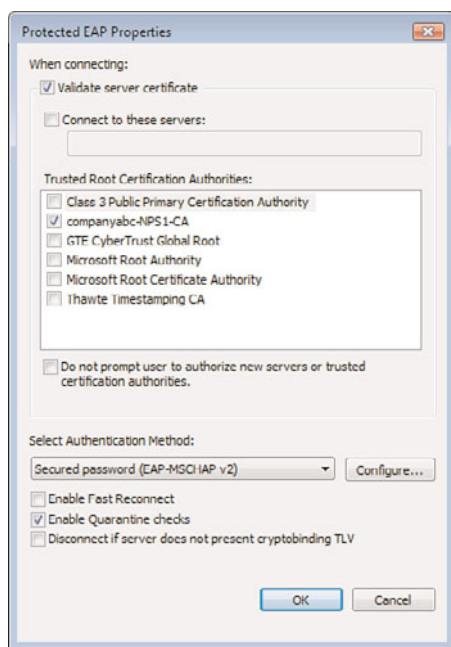 Protected EAP Properties
When connecting:
Validate server certificate
Connect to these servers:
Trusted Root Certification Authorities:
Class 3 Public Primary Certification Authority
companyabc-NPS1-CA
GTE CyberTrust Global Root
Microsoft Root Authority
Microsoft Root Certificate Authority
Thawte Timestamping CA
Do not prompt user to authorize new servers or trusted
certification authorities.
Select Authentication Method:
Secured password (EAP-MSCHAP v2)
Configure...
Enable Fast Reconnect
Enable Quarantine checks
Disconnect if server does not present cryptobinding TLV
OK
Cancel